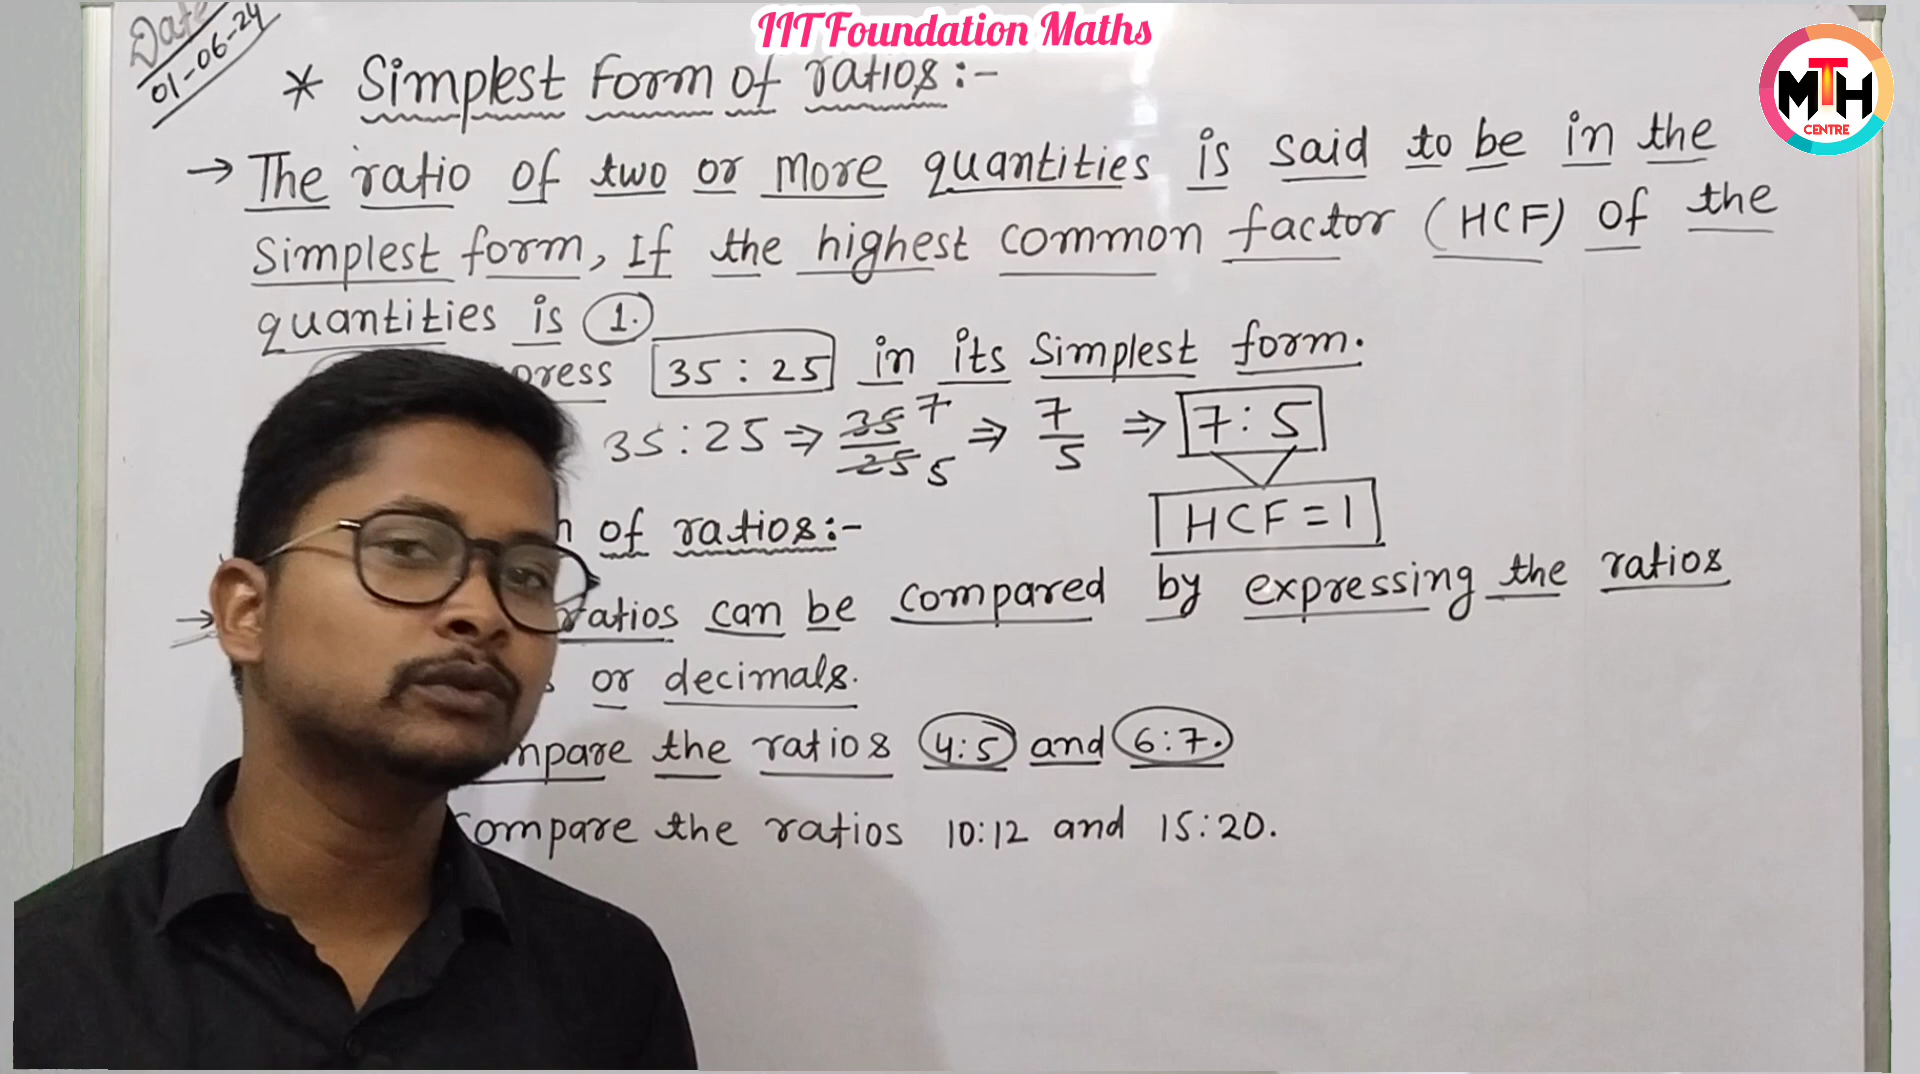 IIT Foundation Maths
Date
01-06-24
MTH
CENTRE
* Simplest form of ratios:-
→ The ratio of two or more quantities is said to be in the
simplest form, If the highest common factor (HCF) of the
quantities is 1.
press 35 : 25 in its simplest form.
35:25 ⇒ 35/25 7/5 ⇒ 7/5 ⇒ 7:5
HCF = 1
n of ratios:-
→ ratios can be compared by expressing the ratios
s or decimals.
mpare the ratios 4:5 and 6:7.
Compare the ratios 10:12 and 15:20.